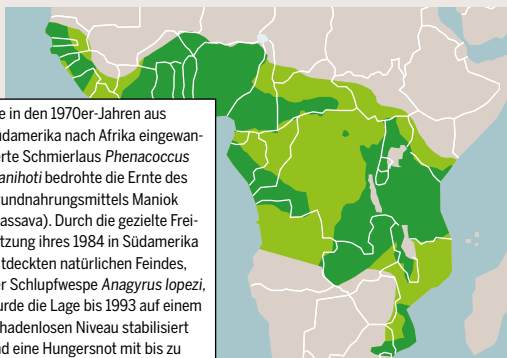 e in den 1970er-Jahren aus
damerika nach Afrika eingewan-
erte Schmierlaus Phenacoccus
anihoti bedrohte die Ernte des
undnahrungsmittels Maniok
assava). Durch die gezielte Frei-
tzung ihres 1984 in Südamerika
tdeckten natürlichen Feindes,
er Schlupfwespe Anagyrus lopezi,
urde die Lage bis 1993 auf einem
hadenlosen Niveau stabilisiert
nd eine Hungersnot mit bis zu